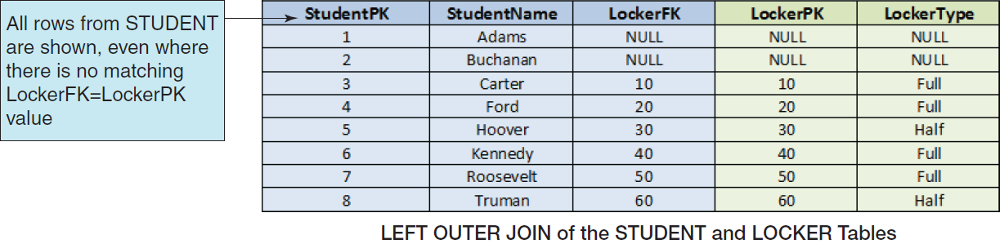 All rows from STUDENT
are shown, even where
there is no matching
LockerFK=LockerPK
value
StudentPK StudentName LockerFK LockerPK LockerType
1 Adams NULL NULL NULL
2 Buchanan NULL NULL NULL
3 Carter 10 10 Full
4 Ford 20 20 Full
5 Hoover 30 30 Half
6 Kennedy 40 40 Full
7 Roosevelt 50 50 Full
8 Truman 60 60 Half
LEFT OUTER JOIN of the STUDENT and LOCKER Tables